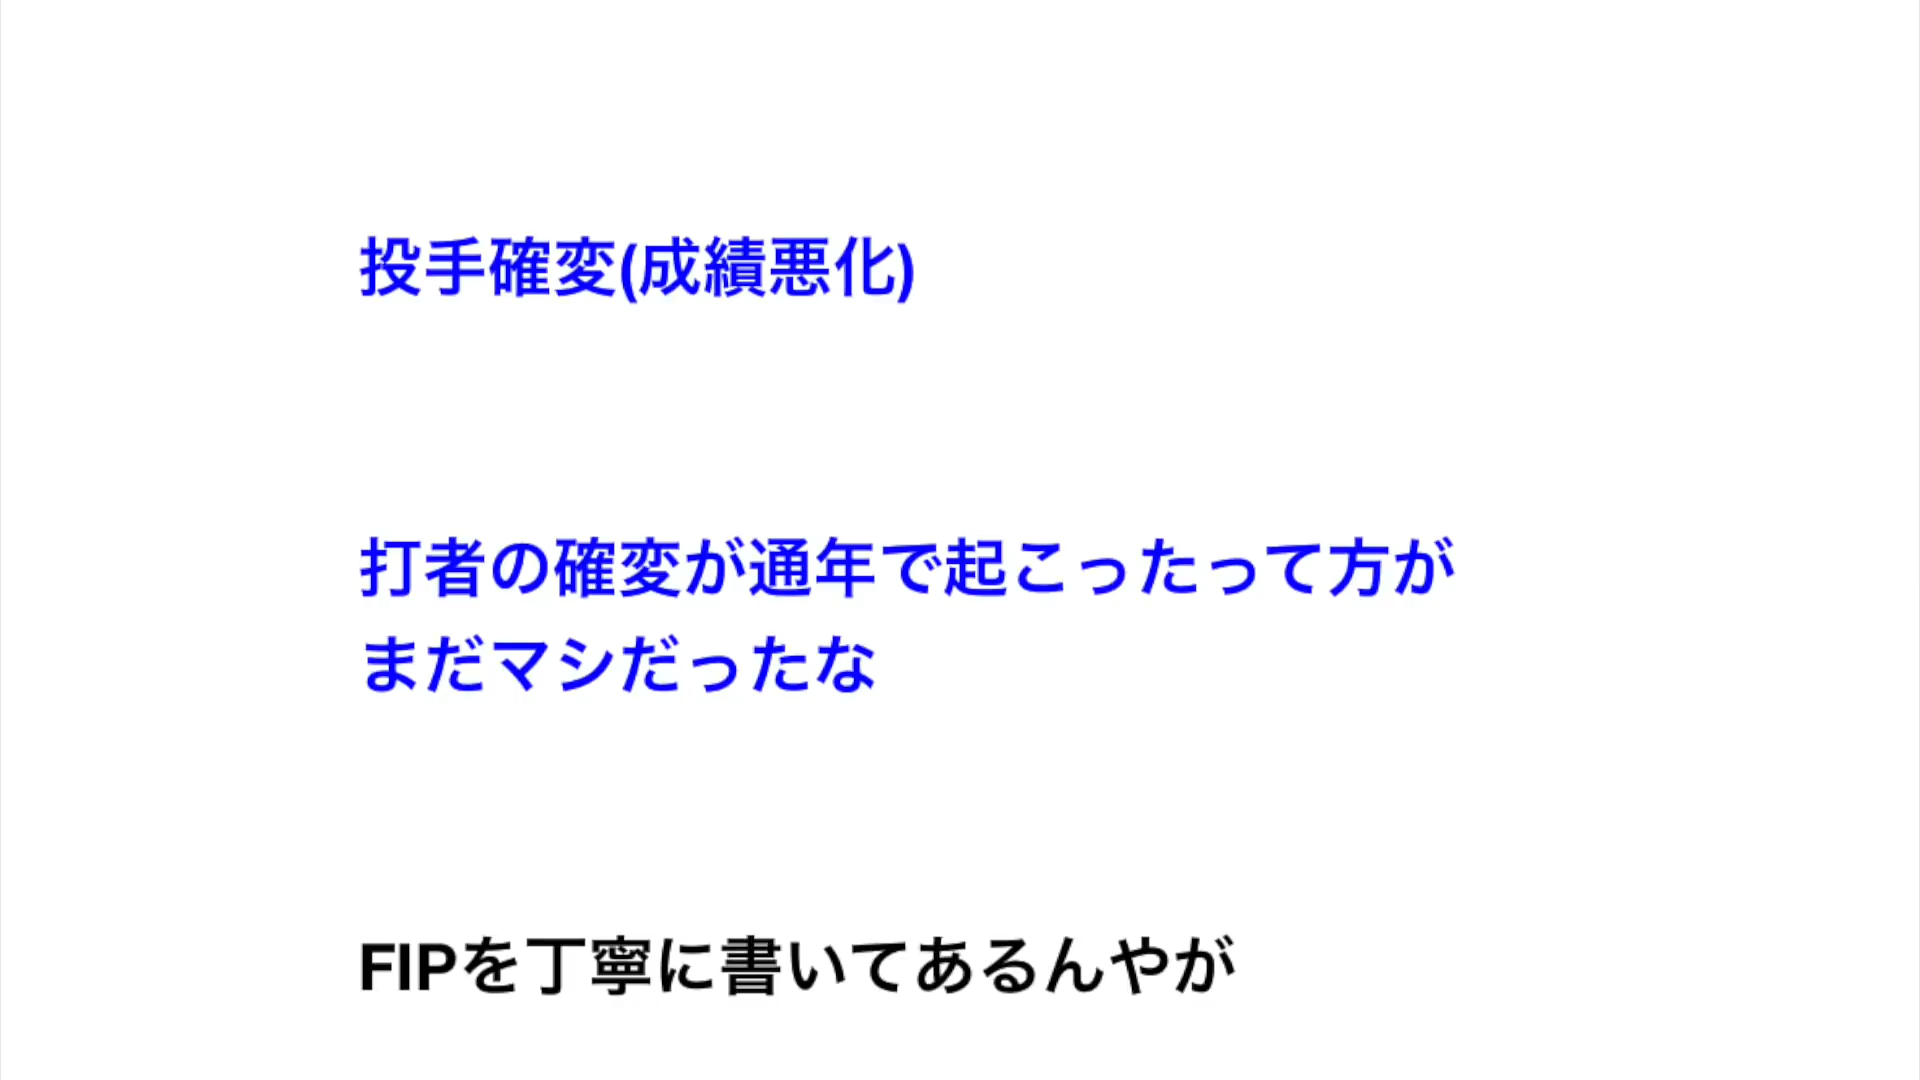 投手確変(成績悪化)
打者の確変が通年で起こったって方が
まだマシだったな
FIPを丁寧に書いてあるんやが